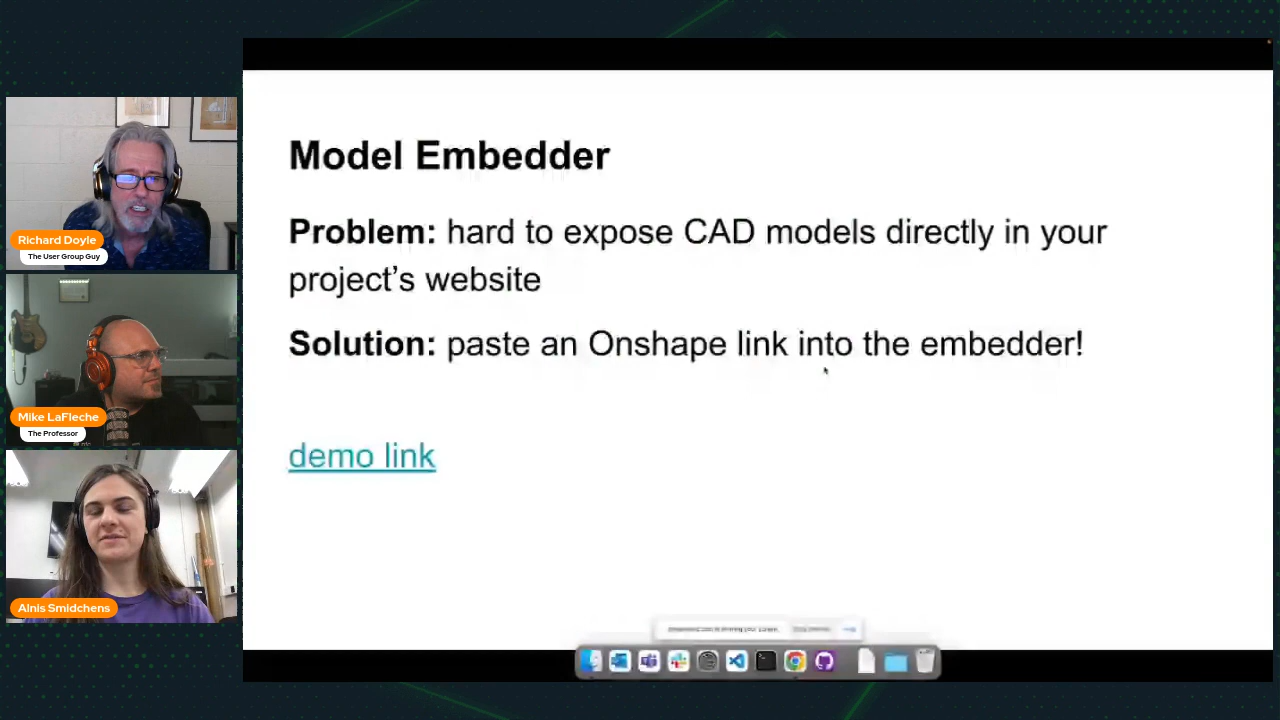 Richard Doyle
The User Group Guy
Mike LaFleche
The Professor
Alnis Smidchens
Model Embedder
Problem: hard to expose CAD models directly in your
project’s website
Solution: paste an Onshape link into the embedder!
demo link